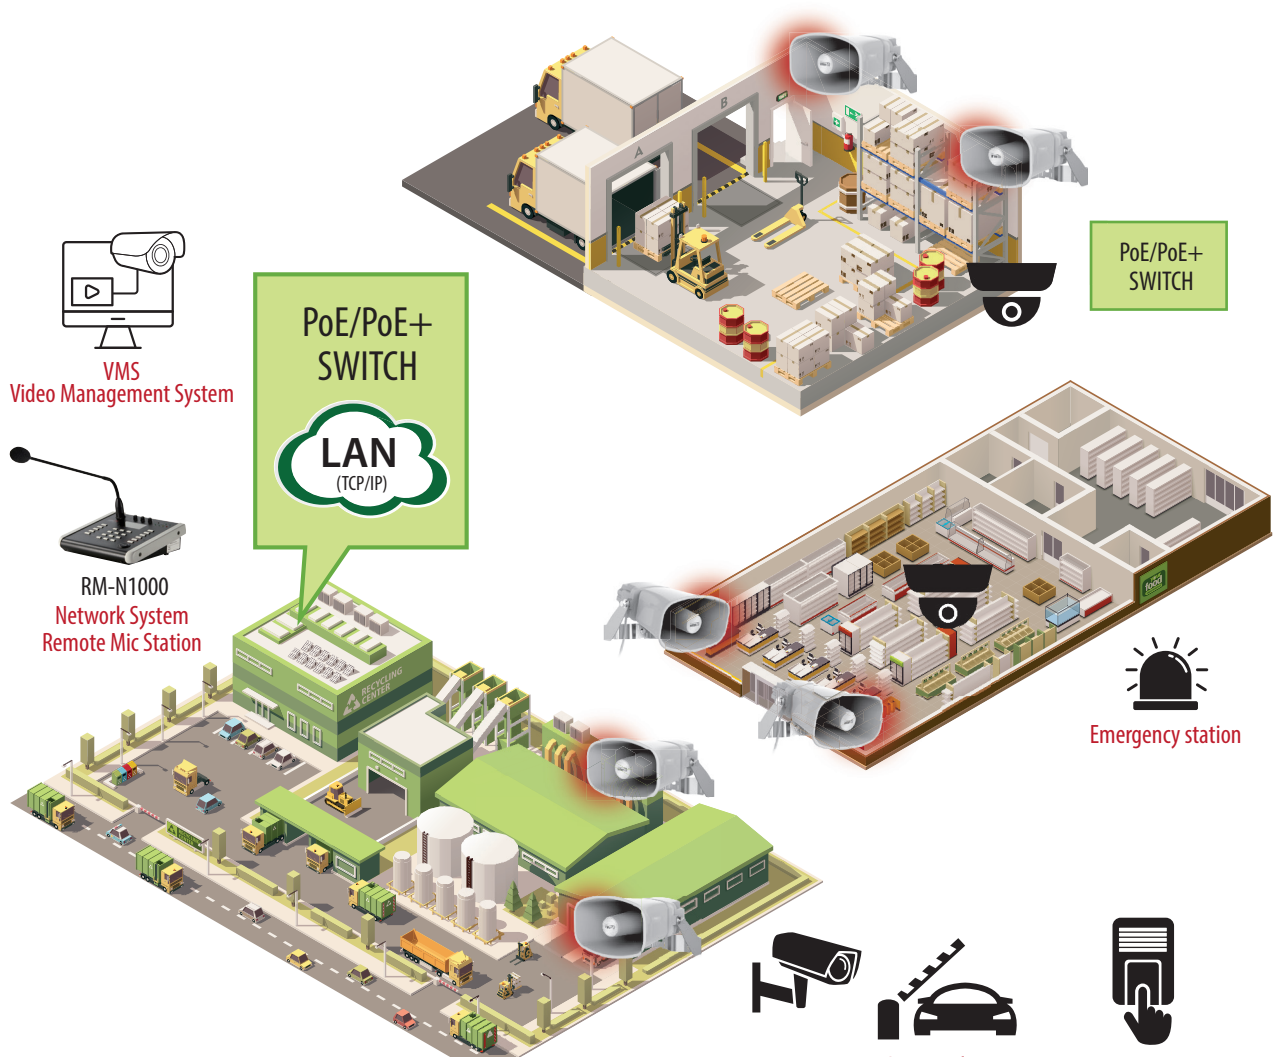 A
B
PoE/PoE+
SWITCH
PoE/PoE+
SWITCH
LAN
(TCP/IP)
VMS
Video Management System
RM-N1000
Network System
Remote Mic Station
RECYCLING
CENTER
food
Emergency station